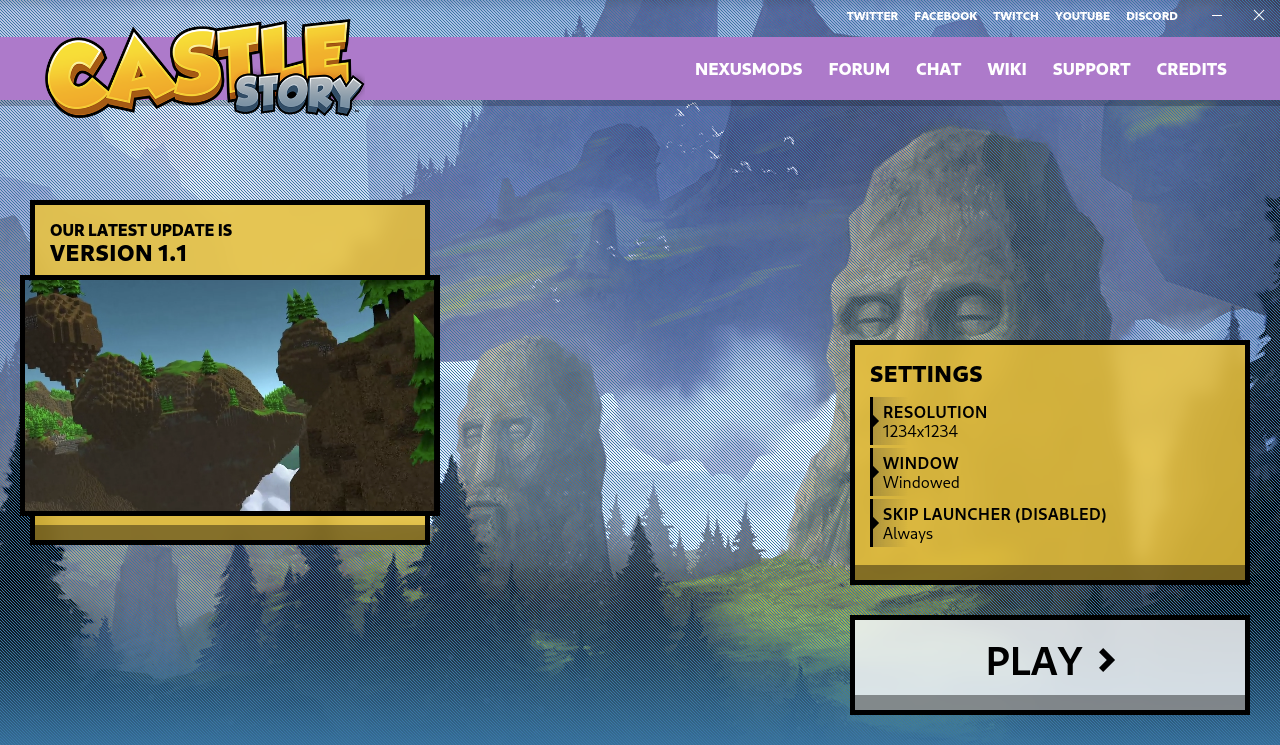 TWITTER FACEBOOK TWITCH YOUTUBE DISCORD
CASTLE
STORY
NEXUSMODS FORUM CHAT WIKI SUPPORT CREDITS
OUR LATEST UPDATE IS
VERSION 1.1
SETTINGS
RESOLUTION
1234x1234
WINDOW
Windowed
SKIP LAUNCHER (DISABLED)
Always
PLAY